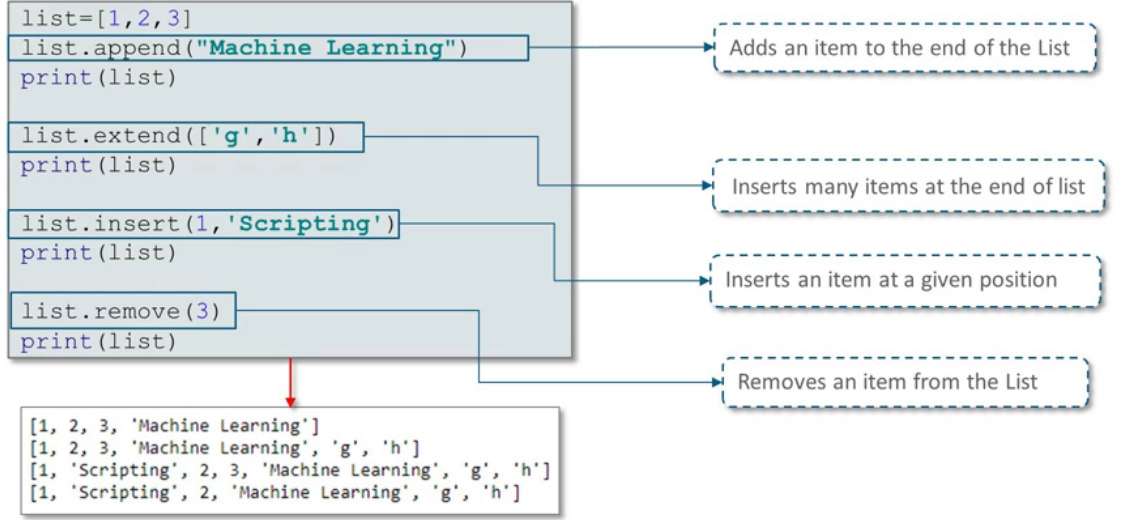 list=[1,2,3]
list.append("Machine Learning")
print(list)
list.extend(['g','h'])
print(list)
list.insert(1,'Scripting')
print(list)
list.remove(3)
print(list)
Adds an item to the end of the List
Inserts many items at the end of list
Inserts an item at a given position
Removes an item from the List
[1, 2, 3, 'Machine Learning']
[1, 2, 3, 'Machine Learning', 'g', 'h']
[1, 'Scripting', 2, 3, 'Machine Learning', 'g', 'h']
[1, 'Scripting', 2, 'Machine Learning', 'g', 'h']